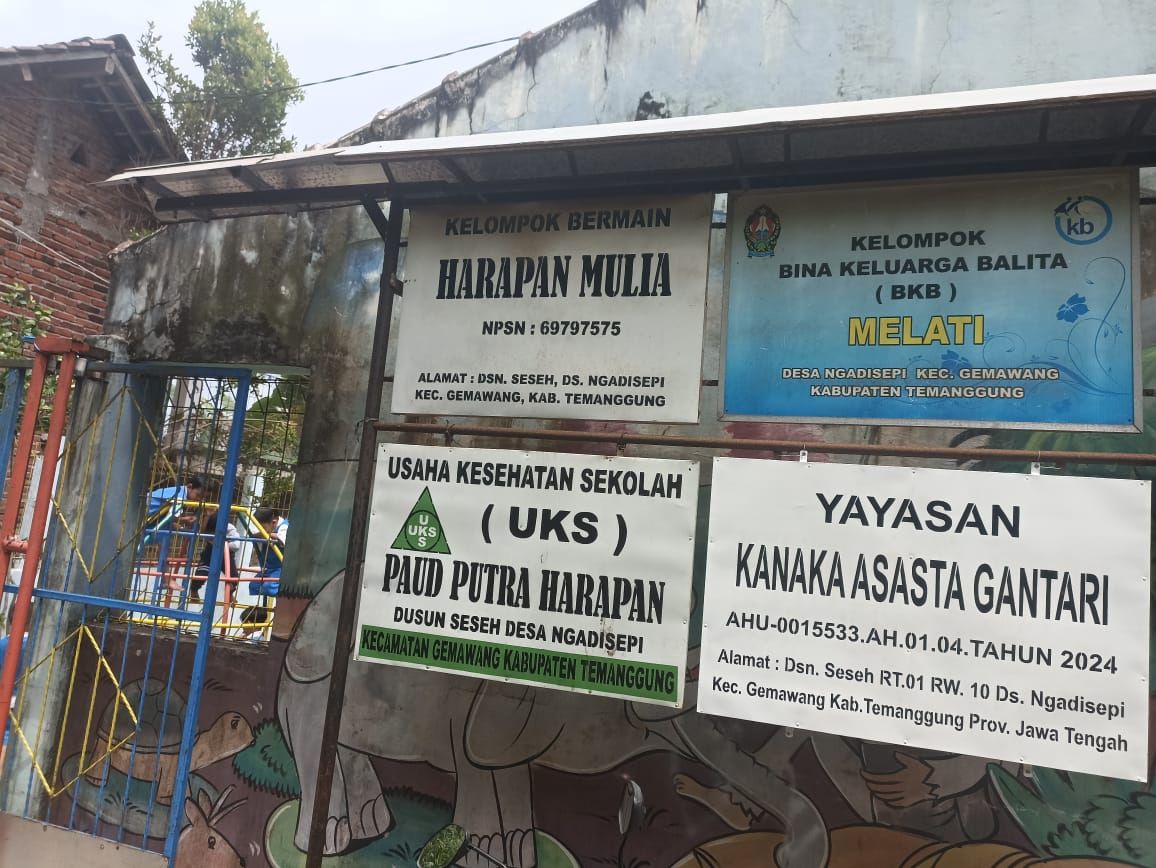 KELOMPOK BERMAIN
HARAPAN MULIA
NPSN : 69797575
ALAMAT : DSN. SESEH, DS. NGADISEPI
KEC. GEMAWANG, KAB. TEMANGGUNG
kb
KELOMPOK
BINA KELUARGA BALITA
( BKB )
MELATI
DESA NGADISEPI KEC. GEMAWANG
KABUPATEN TEMANGGUNG
USAHA KESEHATAN SEKOLAH
( UKS )
U
UKS
S
PAUD PUTRA HARAPAN
DUSUN SESEH DESA NGADISEPI
KECAMATAN GEMAWANG KABUPATEN TEMANGGUNG
YAYASAN
KANAKA ASASTA GANTARI
AHU-0015533.AH.01.04.TAHUN 2024
Alamat : Dsn. Seseh RT.01 RW. 10 Ds. Ngadisepi
Kec. Gemawang Kab.Temanggung Prov. Jawa Tengah